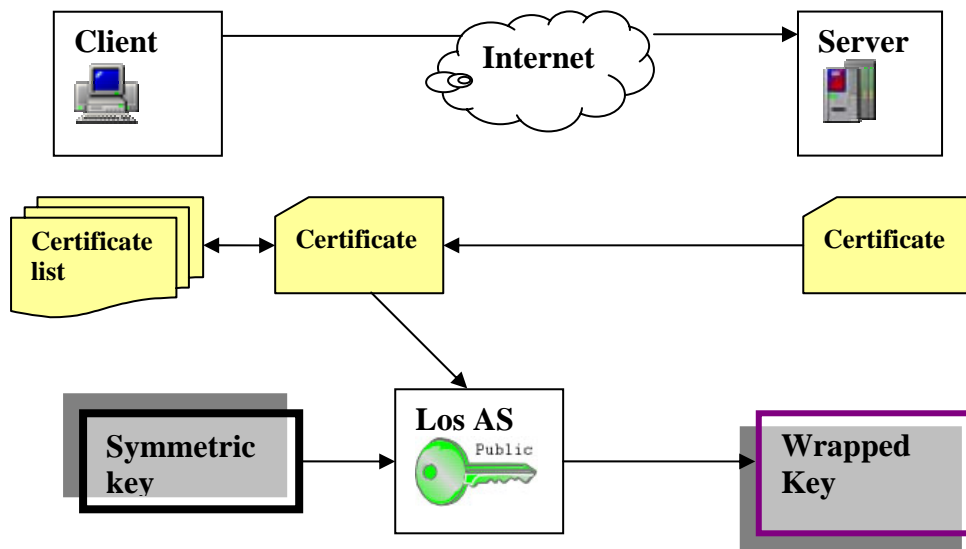 Client
Internet
Server
Certificate
list
Certificate
Certificate
Symmetric
key
Los AS
Public
Wrapped
Key